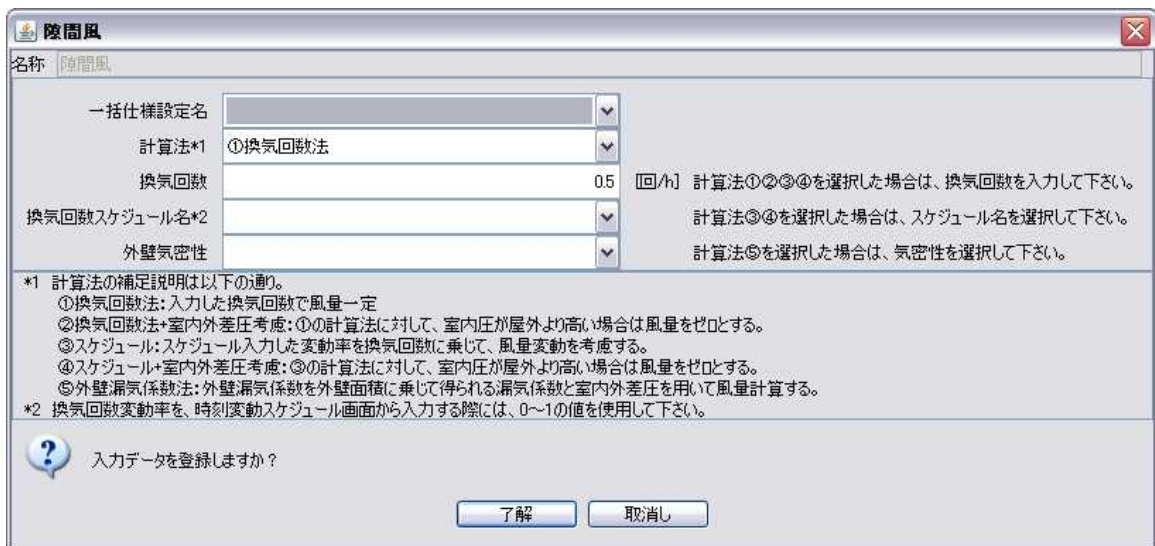 隙間風
名称 隙間風
一括仕様設定名
計算法*1 ①換気回数法
換気回数 0.5 [回/h] 計算法①②③④を選択した場合は、換気回数を入力して下さい。
換気回数スケジュール名*2 計算法③④を選択した場合は、スケジュール名を選択して下さい。
外壁気密性 計算法⑤を選択した場合は、気密性を選択して下さい。
*1 計算法の補足説明は以下の通り。
①換気回数法:入力した換気回数で風量一定
②換気回数法+室内外差圧考慮:①の計算法に対して、室内圧が屋外より高い場合は風量をゼロとする。
③スケジュール:スケジュール入力した変動率を換気回数に乗じて、風量変動を考慮する。
④スケジュール+室内外差圧考慮:③の計算法に対して、室内圧が屋外より高い場合は風量をゼロとする。
⑤外壁漏気係数法:外壁漏気係数を外壁面積に乗じて得られる漏気係数と室内外差圧を用いて風量計算する。
*2 換気回数変動率を、時刻変動スケジュール画面から入力する際には、0~1の値を使用して下さい。
入力データを登録しますか?
了解 取消し